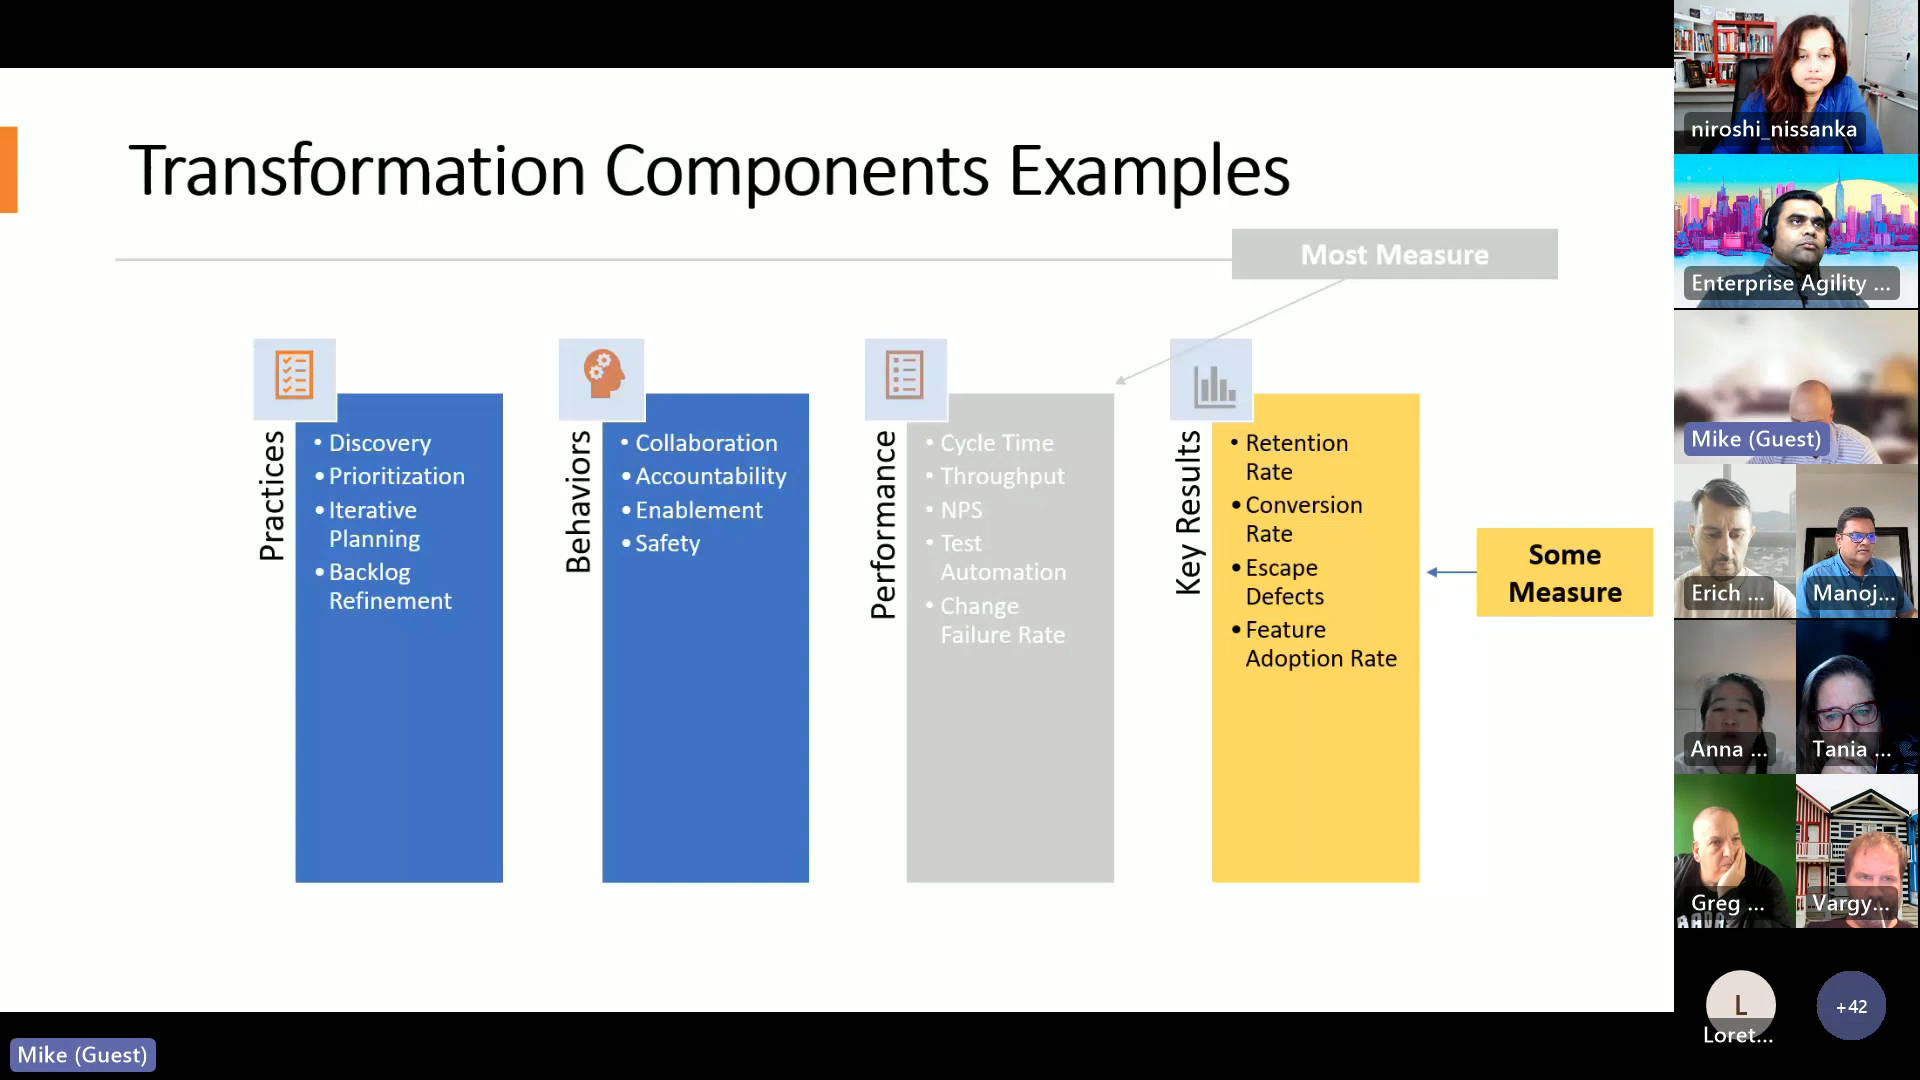 Transformation Components Examples
Most Measure
Practices
• Discovery
• Prioritization
• Iterative
Planning
• Backlog
Refinement
Behaviors
• Collaboration
• Accountability
• Enablement
• Safety
Performance
• Cycle Time
• Throughput
• NPS
• Test
Automation
• Change
Failure Rate
Key Results
• Retention
Rate
• Conversion
Rate
• Escape
Defects
• Feature
Adoption Rate
Some
Measure
niroshi_nissanka
Enterprise Agility ...
Mike (Guest)
Erich ...
Manoj...
Anna ...
Tania ...
Greg ...
Vargy...
L
Loret...
+42
Mike (Guest)